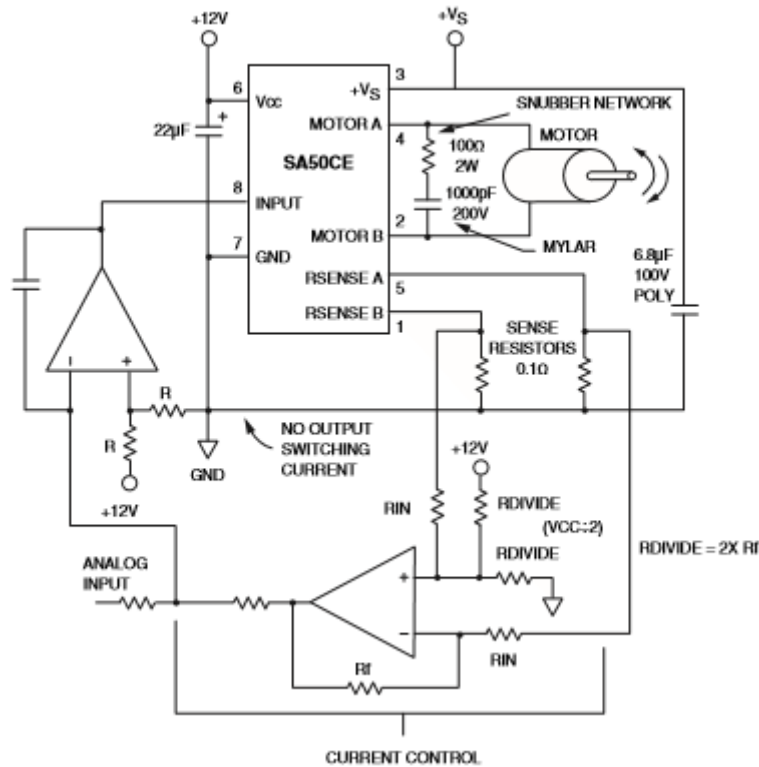 +12V
+VS
3
6
Vcc
+VS
SNUBBER NETWORK
+
22µF
MOTOR A
4
100Ω
2W
MOTOR
SA50CE
8
INPUT
1000pF
200V
2
MOTOR B
7
GND
MYLAR
RSENSE A
5
6.8µF
100V
POLY
RSENSE B
1
SENSE
RESISTORS
0.1Ω
–
+
R
R
NO OUTPUT
SWITCHING
CURRENT
GND
+12V
+12V
RIN
RDIVIDE
(VCC÷2)
RDIVIDE
RDIVIDE = 2X Rf
ANALOG
INPUT
+
–
RIN
Rf
CURRENT CONTROL